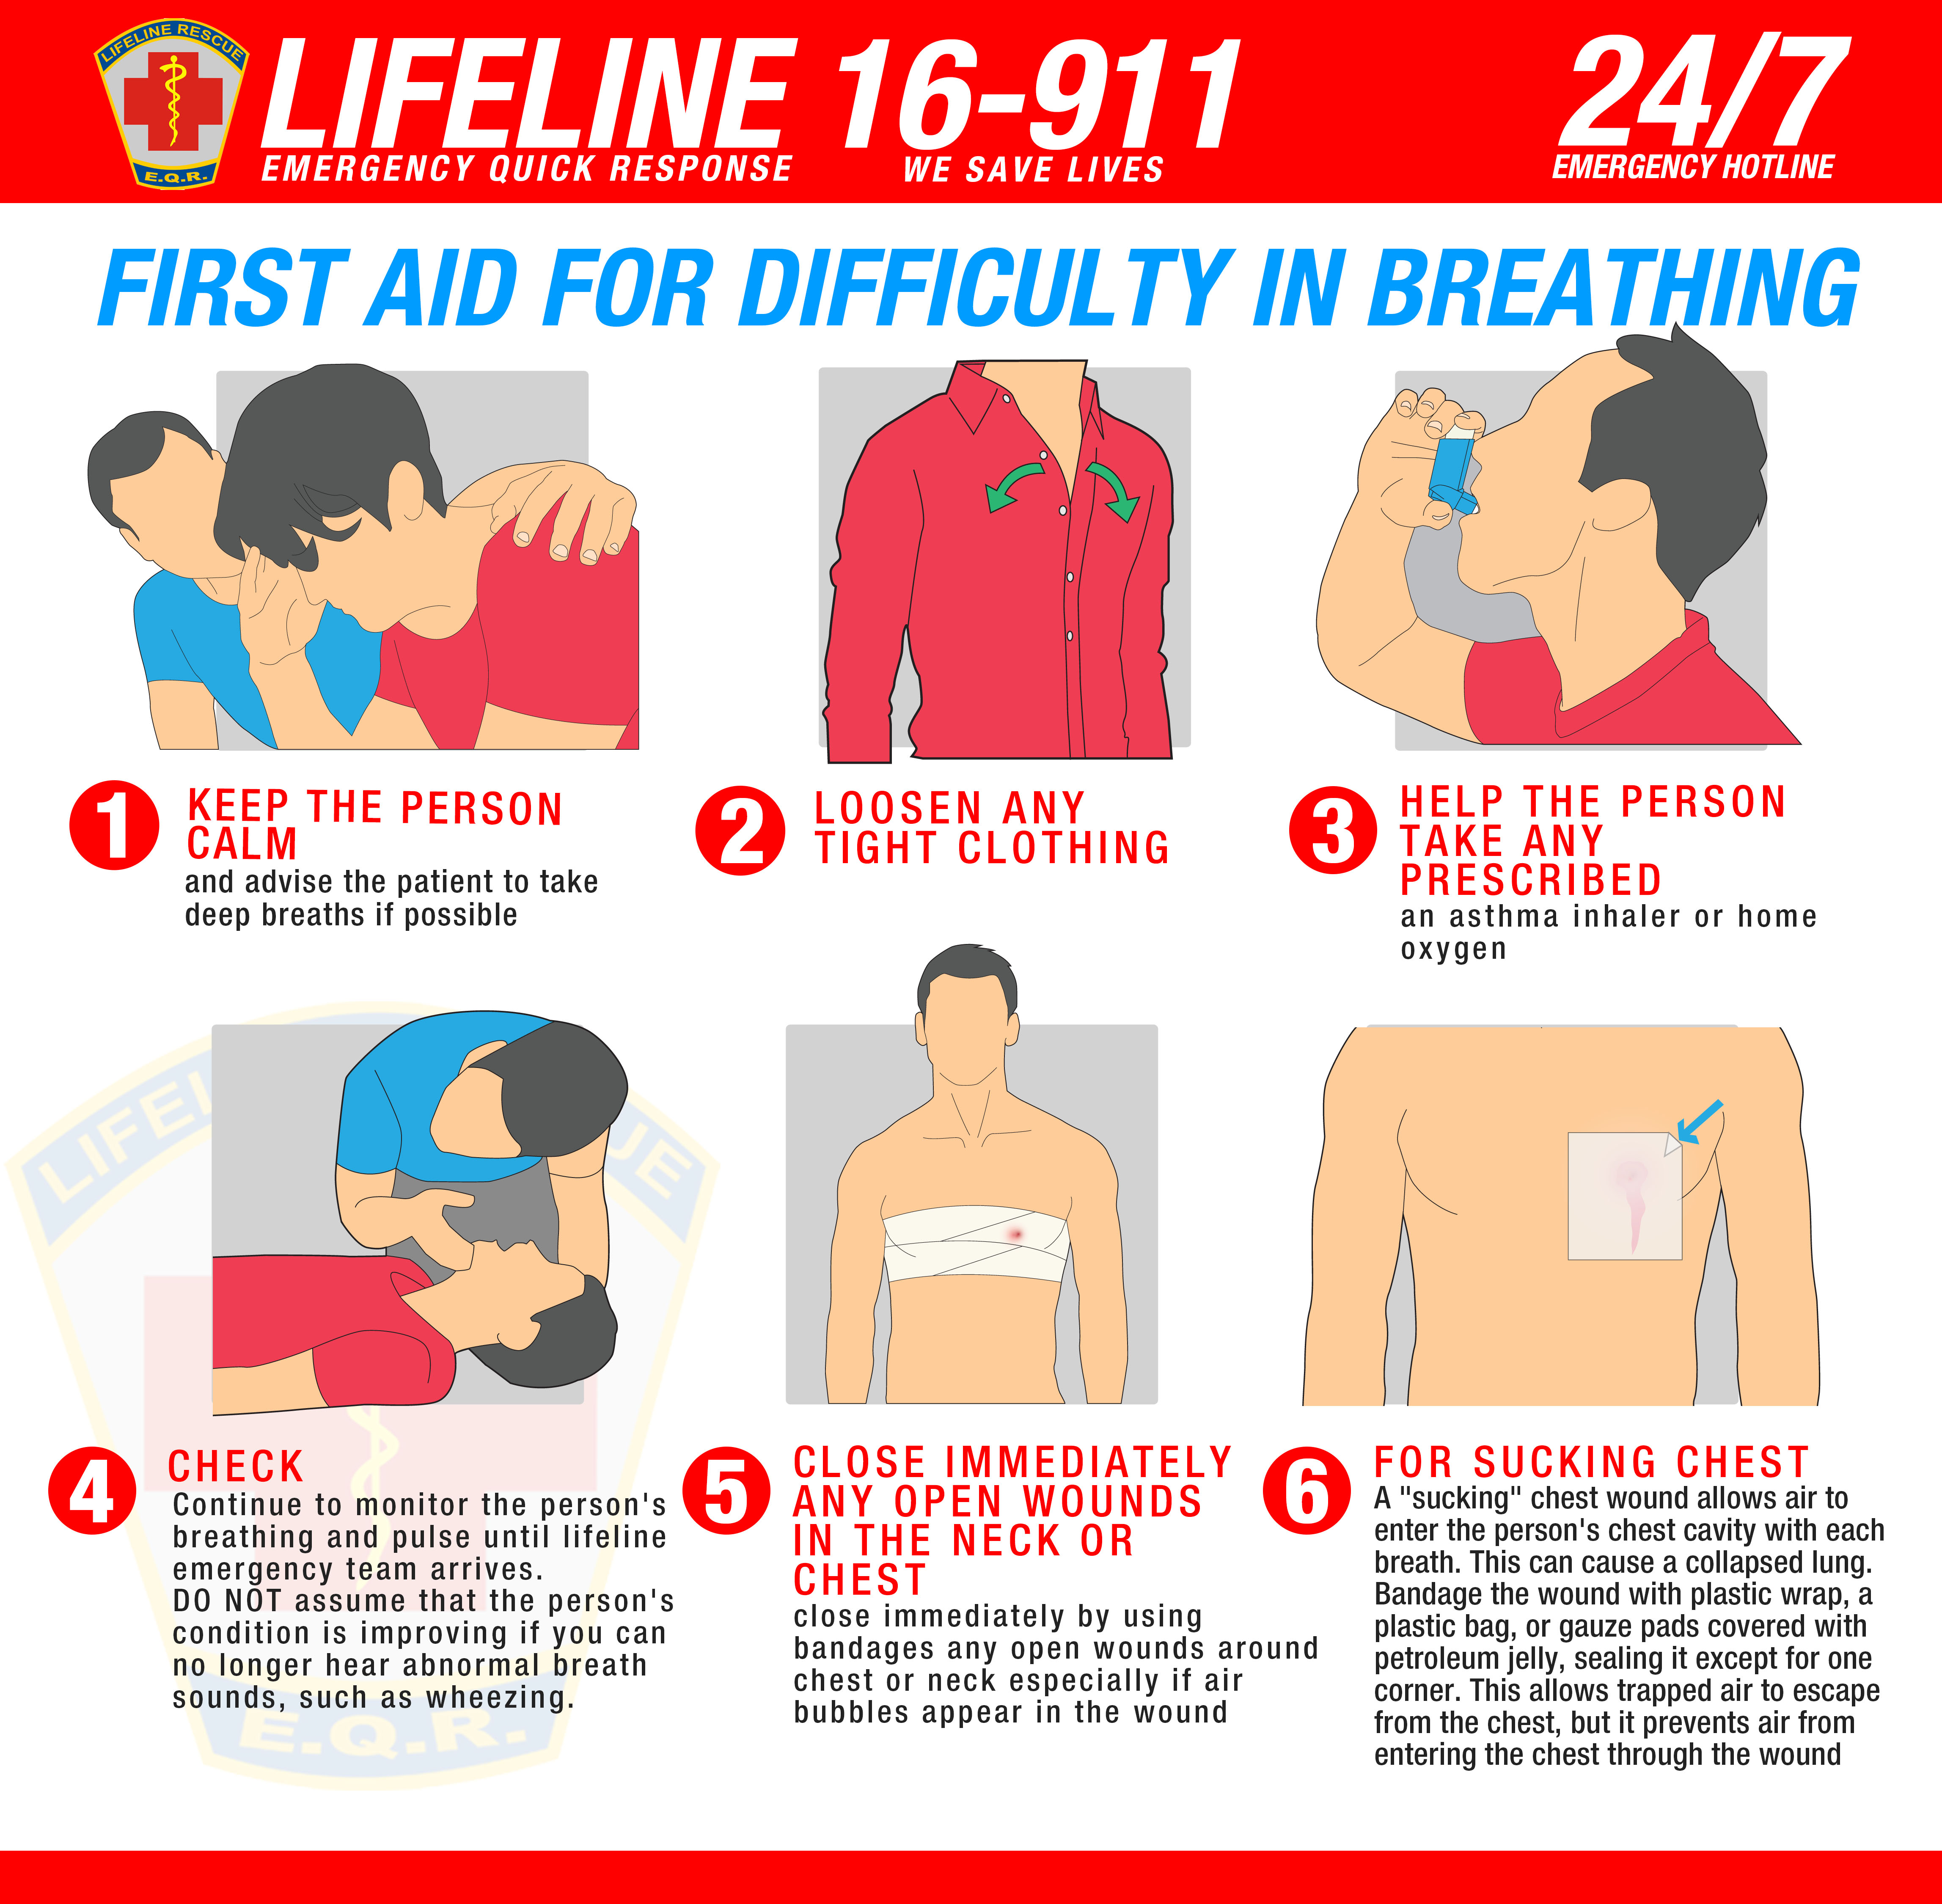 LIFELINE RESCUE
E.Q.R.
LIFELINE 16-911
EMERGENCY QUICK RESPONSE
WE SAVE LIVES
24/7
EMERGENCY HOTLINE
FIRST AID FOR DIFFICULTY IN BREATHING
1
KEEP THE PERSON
CALM
and advise the patient to take
deep breaths if possible
2
LOOSEN ANY
TIGHT CLOTHING
3
HELP THE PERSON
TAKE ANY
PRESCRIBED
an asthma inhaler or home
oxygen
4
CHECK
Continue to monitor the person's
breathing and pulse until lifeline
emergency team arrives.
DO NOT assume that the person's
condition is improving if you can
no longer hear abnormal breath
sounds, such as wheezing.
5
CLOSE IMMEDIATELY
ANY OPEN WOUNDS
IN THE NECK OR
CHEST
close immediately by using
bandages any open wounds around
chest or neck especially if air
bubbles appear in the wound
6
FOR SUCKING CHEST
A "sucking" chest wound allows air to
enter the person's chest cavity with each
breath. This can cause a collapsed lung.
Bandage the wound with plastic wrap, a
plastic bag, or gauze pads covered with
petroleum jelly, sealing it except for one
corner. This allows trapped air to escape
from the chest, but it prevents air from
entering the chest through the wound
E.Q.R.